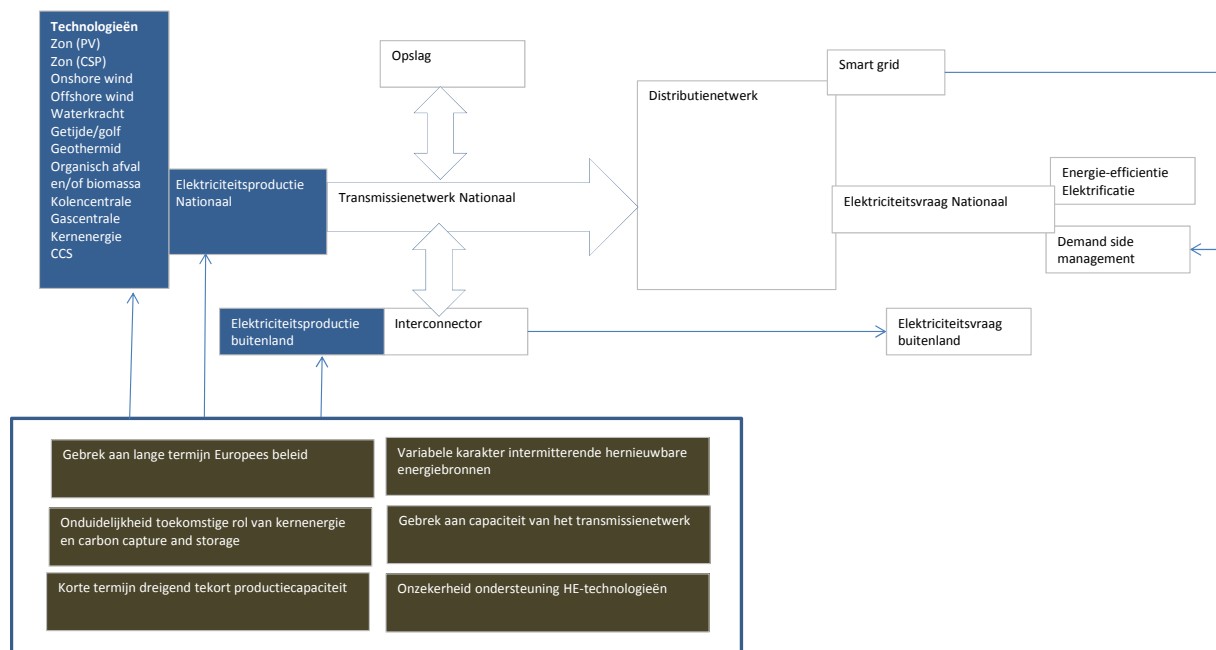 Technologieën
Zon (PV)
Zon (CSP)
Onshore wind
Offshore wind
Waterkracht
Getijde/golf
Geothermid
Organisch afval
en/of biomassa
Kolencentrale
Gascentrale
Kernenergie
CCS
Elektriciteitsproductie
Nationaal
Opslag
Transmissienetwerk Nationaal
Distributienetwerk
Smart grid
Elektriciteitsvraag Nationaal
Energie-efficientie
Elektrificatie
Demand side
management
Elektriciteitsproductie
buitenland
Interconnector
Elektriciteitsvraag
buitenland
Gebrek aan lange termijn Europees beleid
Variabele karakter intermitterende hernieuwbare
energiebronnen
Onduidelijkheid toekomstige rol van kernenergie
en carbon capture and storage
Gebrek aan capaciteit van het transmissienetwerk
Korte termijn dreigend tekort productiecapaciteit
Onzekerheid ondersteuning HE-technologieën